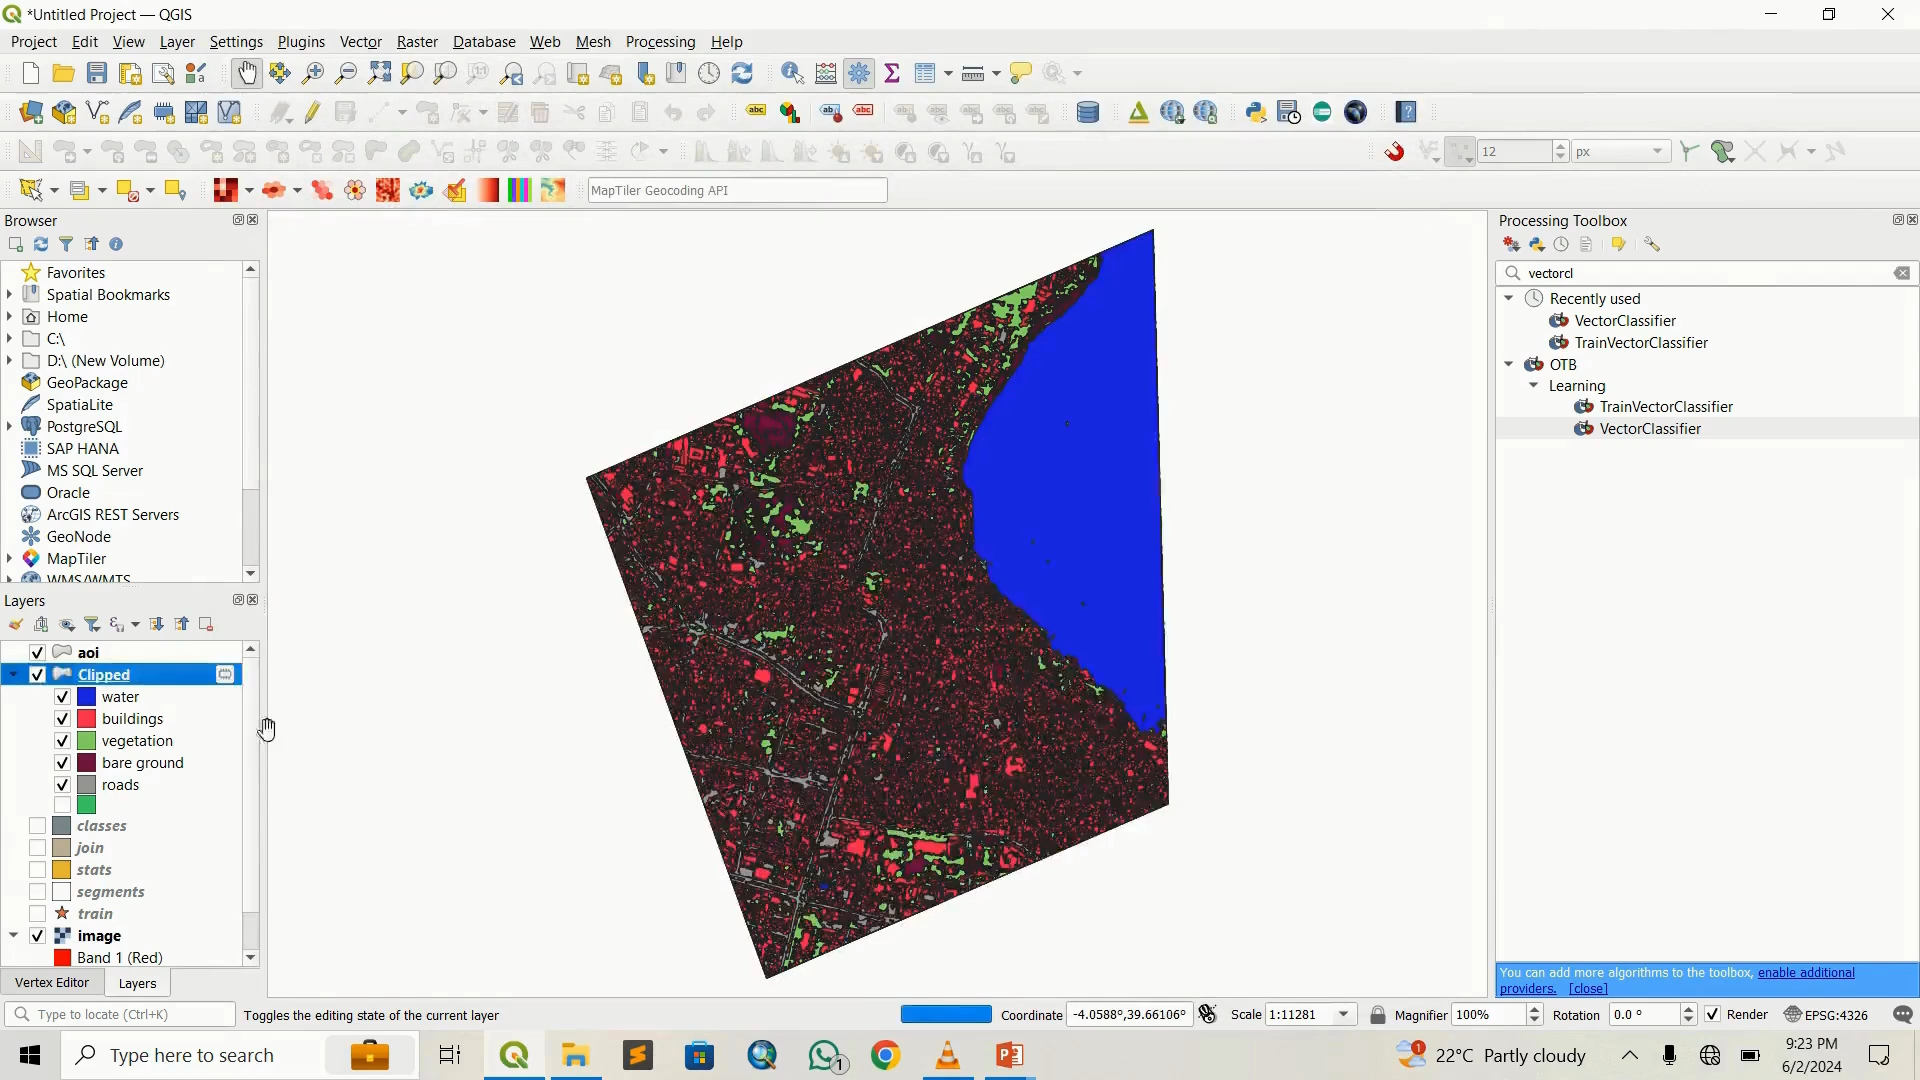 *Untitled Project — QGIS
Project Edit View Layer Settings Plugins Vector Raster Database Web Mesh Processing Help
12 px
MapTiler Geocoding API
Browser
Favorites
Spatial Bookmarks
Home
C:\
D:\ (New Volume)
GeoPackage
SpatiaLite
PostgreSQL
SAP HANA
MS SQL Server
Oracle
ArcGIS REST Servers
GeoNode
MapTiler
WMS/WMTS
Layers
aoi
Clipped
water
buildings
vegetation
bare ground
roads
classes
join
stats
segments
train
image
Band 1 (Red)
Vertex Editor Layers
Processing Toolbox
vectorcl
Recently used
VectorClassifier
TrainVectorClassifier
OTB
Learning
TrainVectorClassifier
VectorClassifier
You can add more algorithms to the toolbox, enable additional
providers. [close]
Type to locate (Ctrl+K) Toggles the editing state of the current layer Coordinate -4.0588°,39.66106° Scale 1:11281 Magnifier 100% Rotation 0.0 ° Render EPSG:4326
Type here to search 1 1 22°C Partly cloudy 9:23 PM
6/2/2024